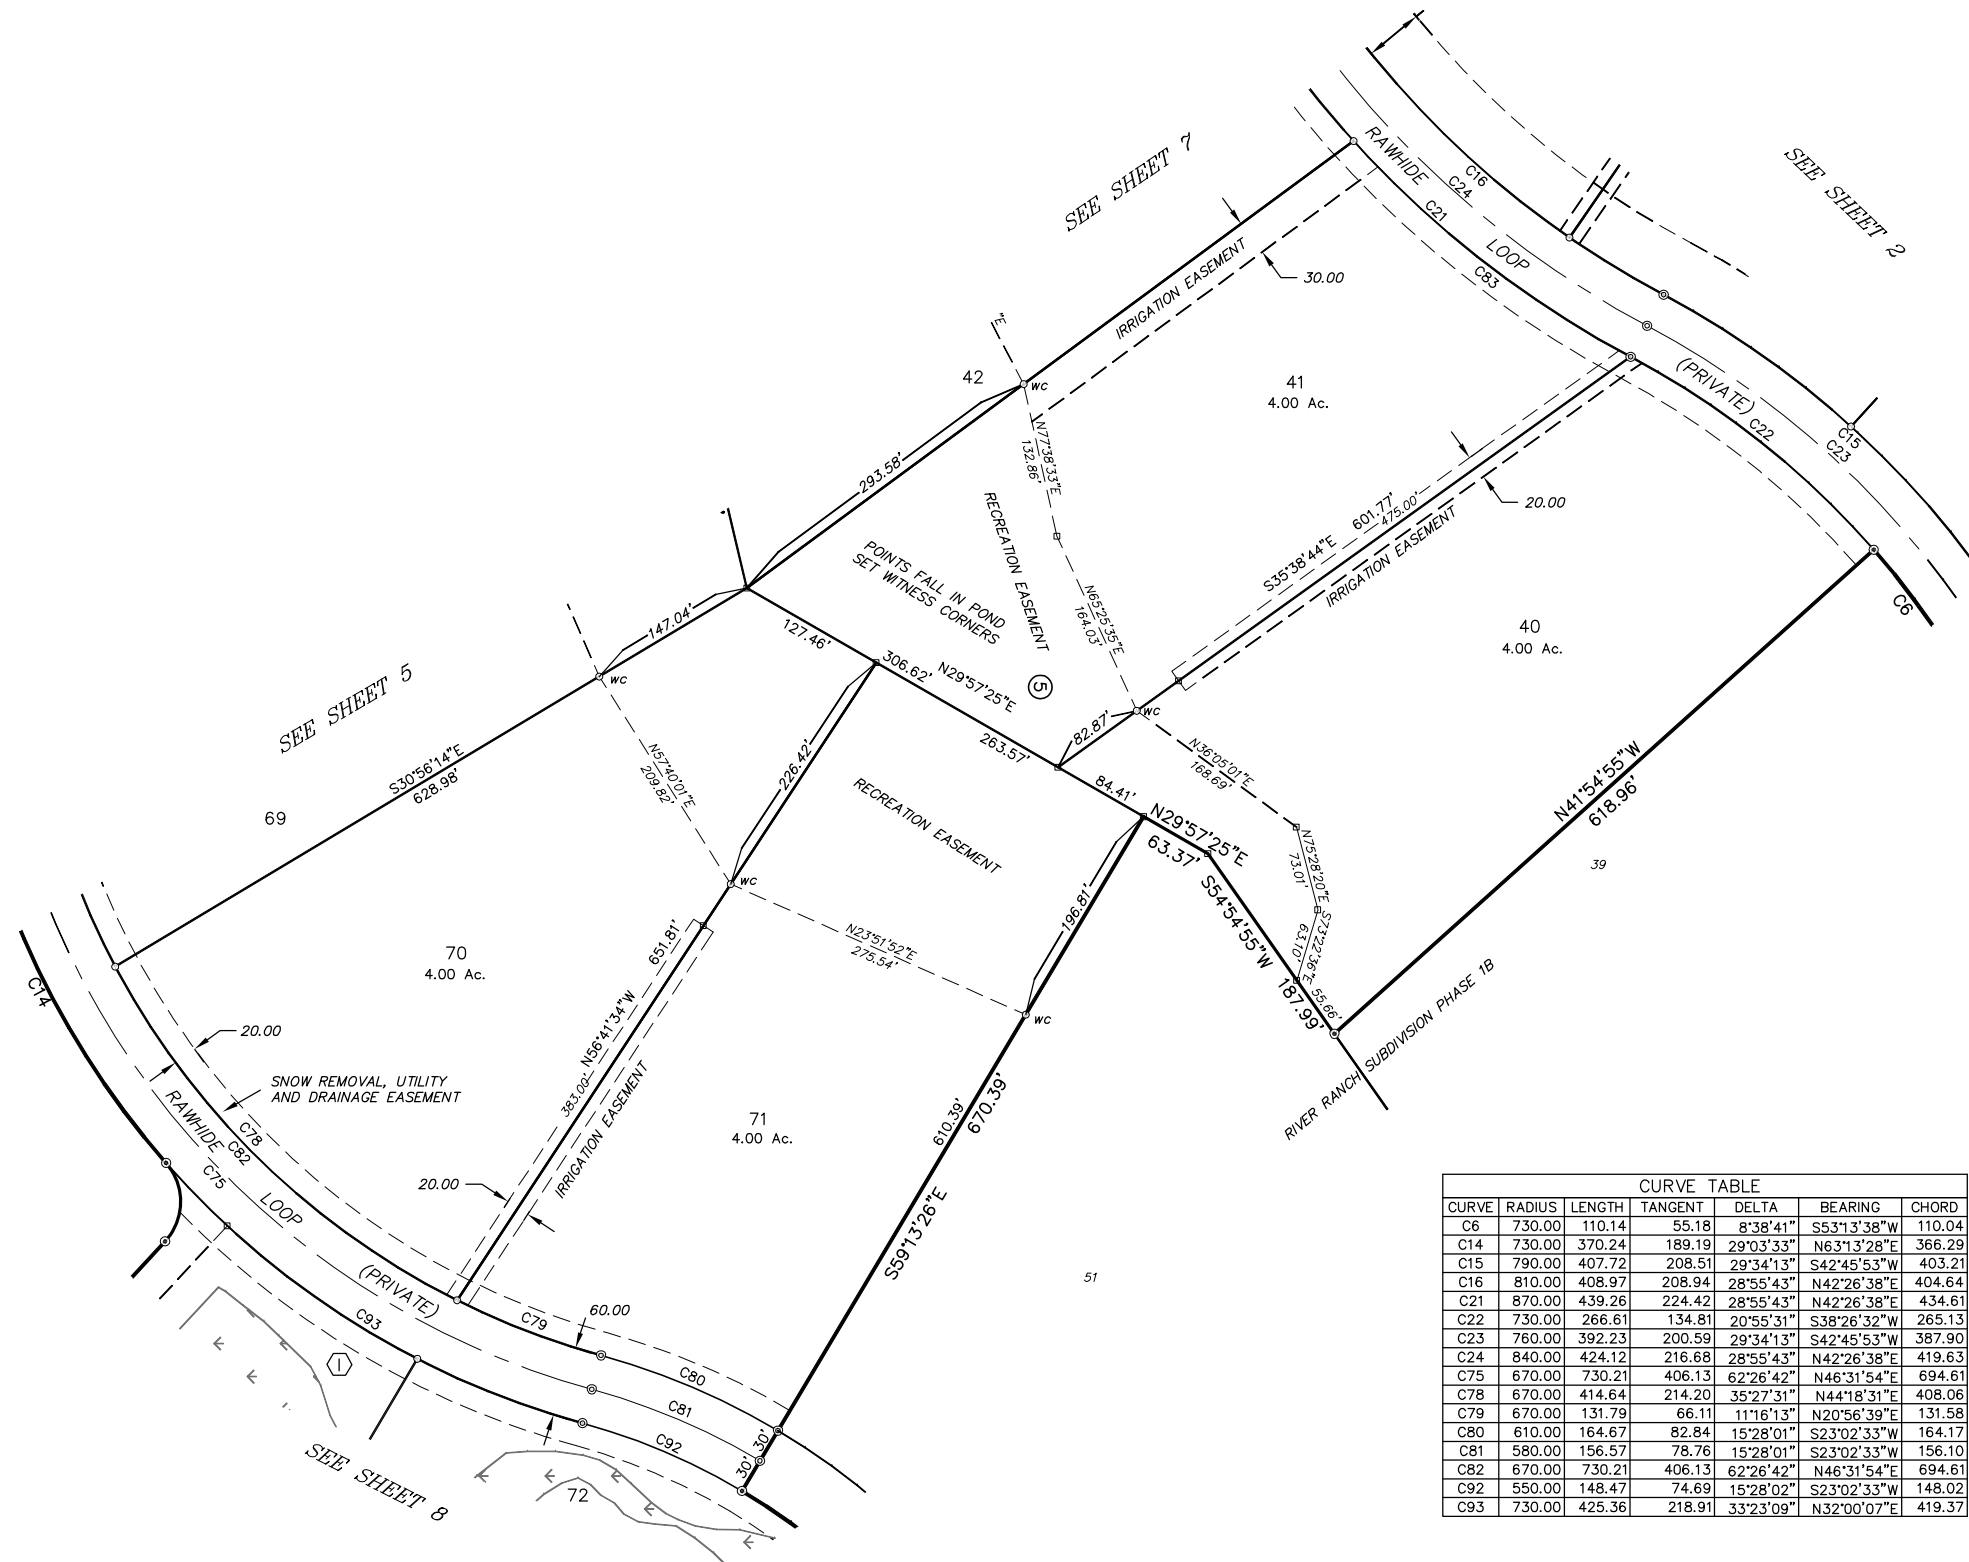 SEE SHEET 7
SEE SHEET 2
RAWHIDE
LOOP
(PRIVATE)
C16
C24
C21
C83
C22
C15
C23
C6
IRRIGATION EASEMENT
30.00
"E
42
WC
41
4.00 Ac.
293.58'
N77°38'33"E
132.86'
RECREATION EASEMENT
POINTS FALL IN POND
SET WITNESS CORNERS
N65°25'35"E
164.03'
S35°38'44"E
601.77'
475.00'
IRRIGATION EASEMENT
20.00
40
4.00 Ac.
147.04'
127.46'
306.62'
N29°57'25"E
5
WC
SEE SHEET 5
WC
263.57'
82.87'
84.41'
N36°05'01"E
168.69'
S30°56'14"E
628.98'
N57°40'01"E
209.82'
226.42'
RECREATION EASEMENT
N29°57'25"E
63.37'
N41°54'55"W
618.96'
69
N75°28'20"E
73.01'
39
S54°54'55"W
187.99'
S73°22'36"E
63.10'
55.66'
WC
196.81'
N23°51'52"E
275.54'
WC
RIVER RANCH SUBDIVISION PHASE 1B
70
4.00 Ac.
651.81'
N56°41'34"W
383.00'
IRRIGATION EASEMENT
C14
20.00
SNOW REMOVAL, UTILITY
AND DRAINAGE EASEMENT
71
4.00 Ac.
610.39'
670.39'
S59°13'26"E
RAWHIDE
LOOP
(PRIVATE)
C78
C82
C75
20.00
51
C93
C79
60.00
C80
C81
C92
30'
30'
1
SEE SHEET 8
72
CURVE TABLE
CURVE RADIUS LENGTH TANGENT DELTA BEARING CHORD
C6 730.00 110.14 55.18 8°38'41" S53°13'38"W 110.04
C14 730.00 370.24 189.19 29°03'33" N63°13'28"E 366.29
C15 790.00 407.72 208.51 29°34'13" S42°45'53"W 403.21
C16 810.00 408.97 208.94 28°55'43" N42°26'38"E 404.64
C21 870.00 439.26 224.42 28°55'43" N42°26'38"E 434.61
C22 730.00 266.61 134.81 20°55'31" S38°26'32"W 265.13
C23 760.00 392.23 200.59 29°34'13" S42°45'53"W 387.90
C24 840.00 424.12 216.68 28°55'43" N42°26'38"E 419.63
C75 670.00 730.21 406.13 62°26'42" N46°31'54"E 694.61
C78 670.00 414.64 214.20 35°27'31" N44°18'31"E 408.06
C79 670.00 131.79 66.11 11°16'13" N20°56'39"E 131.58
C80 610.00 164.67 82.84 15°28'01" S23°02'33"W 164.17
C81 580.00 156.57 78.76 15°28'01" S23°02'33"W 156.10
C82 670.00 730.21 406.13 62°26'42" N46°31'54"E 694.61
C92 550.00 148.47 74.69 15°28'02" S23°02'33"W 148.02
C93 730.00 425.36 218.91 33°23'09" N32°00'07"E 419.37